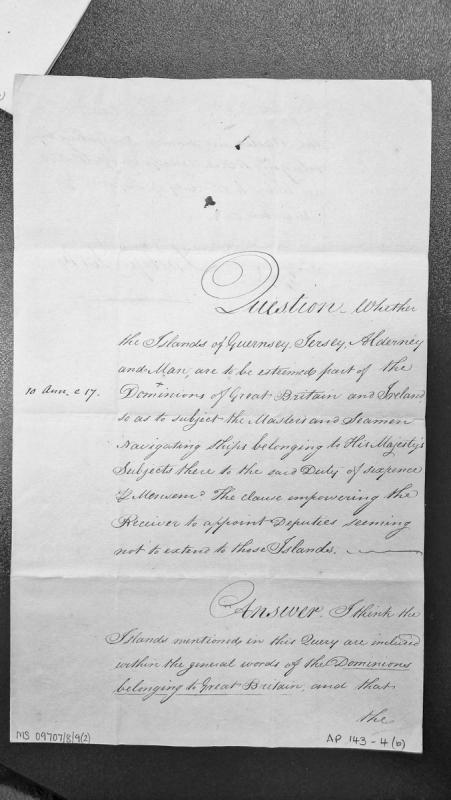 Question. Whether
the Islands of Guernsey, Jersey, Alderney
and Man, are to be esteemed part of the
10 Ann. c 17.
Dominions of Great Britain and Ireland
so as to subject the Masters and Seamen
Navigating Ships belonging to His Majesty's
Subjects there to the said Duty of sixpence
⅌ Mensem? The clause empowering the
Receiver to appoint Deputies seeming
not to extend to those Islands.
Answer. I think the
Islands mentioned in this Query are included
within the general words of the Dominions
belonging to Great Britain, and that
the
MS 09707/8/9(2)
AP 143-4(b)